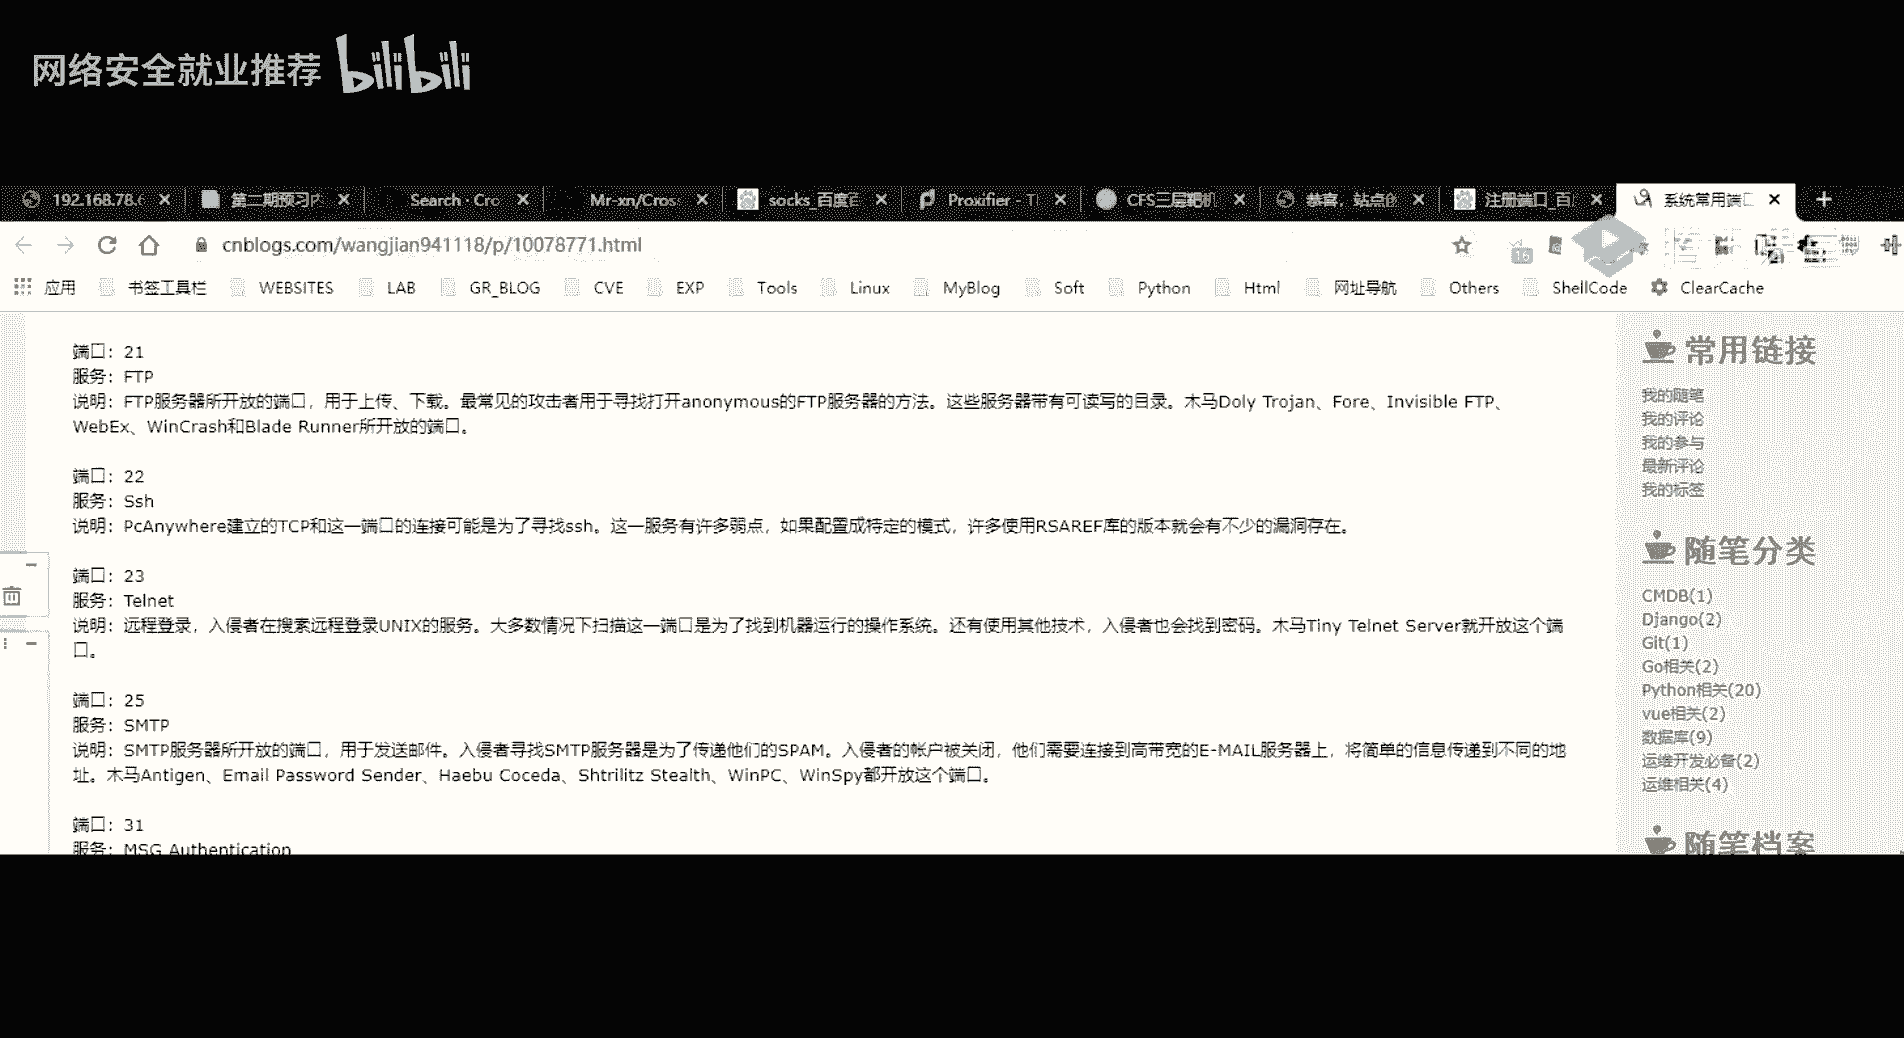 网络安全就业推荐 bilibili
192.168.78.
第二期预习内
Search · Cro
Mr-xn/Cros
socks_百度百
Proxifier - T
CFS三层靶机
恭喜，站点创
注册端口_百
系统常用端口
cnblogs.com/wangjian941118/p/10078771.html
16
应用 书签工具栏 WEBSITES LAB GR_BLOG CVE EXP Tools Linux MyBlog Soft Python Html 网址导航 Others ShellCode ClearCache
端口：21
服务：FTP
说明：FTP服务器所开放的端口，用于上传、下载。最常见的攻击者用于寻找打开anonymous的FTP服务器的方法。这些服务器带有可读写的目录。木马Doly Trojan、Fore、Invisible FTP、
WebEx、WinCrash和Blade Runner所开放的端口。
端口：22
服务：Ssh
说明：PcAnywhere建立的TCP和这一端口的连接可能是为了寻找ssh。这一服务有许多弱点，如果配置成特定的模式，许多使用RSAREF库的版本就会有不少的漏洞存在。
端口：23
服务：Telnet
说明：远程登录，入侵者在搜索远程登录UNIX的服务。大多数情况下扫描这一端口是为了找到机器运行的操作系统。还有使用其他技术，入侵者也会找到密码。木马Tiny Telnet Server就开放这个端
口。
端口：25
服务：SMTP
说明：SMTP服务器所开放的端口，用于发送邮件。入侵者寻找SMTP服务器是为了传递他们的SPAM。入侵者的帐户被关闭，他们需要连接到高带宽的E-MAIL服务器上，将简单的信息传递到不同的地
址。木马Antigen、Email Password Sender、Haebu Coceda、Shtrilitz Stealth、WinPC、WinSpy都开放这个端口。
端口：31
服务：MSG Authentication
常用链接
我的随笔
我的评论
我的参与
最新评论
我的标签
随笔分类
CMDB(1)
Django(2)
Git(1)
Go相关(2)
Python相关(20)
vue相关(2)
数据库(9)
运维开发必备(2)
运维相关(4)
随笔档案